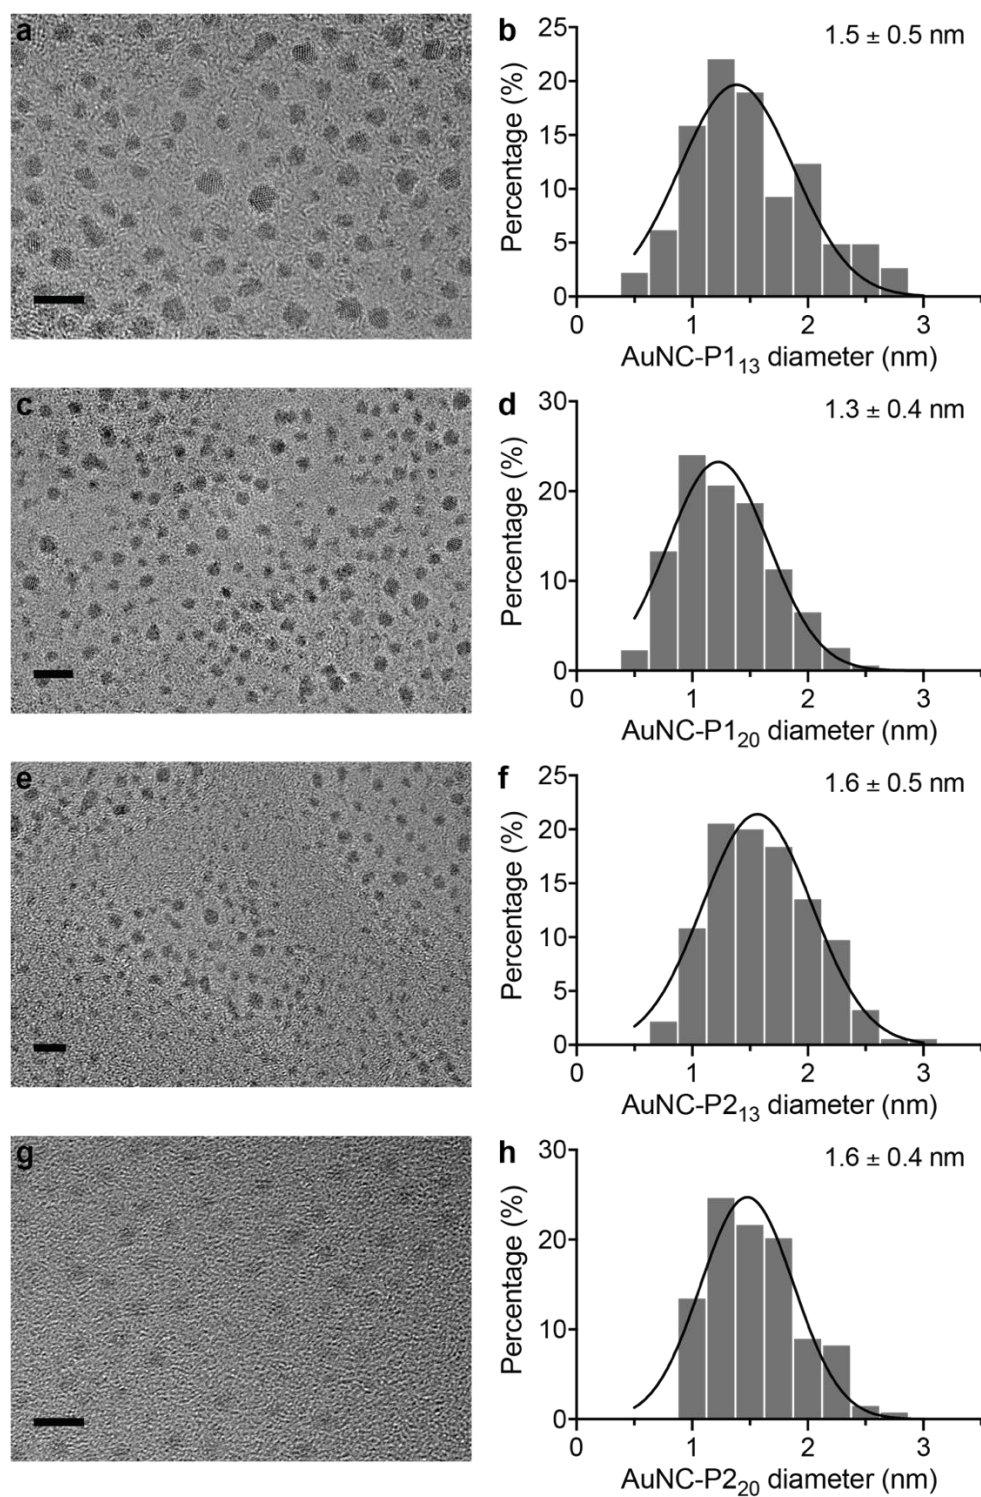 a
b
1.5 ± 0.5 nm
Percentage (%)
25
20
15
10
5
0
0 1 2 3
AuNC-P1₁₃ diameter (nm)
c
d
1.3 ± 0.4 nm
Percentage (%)
30
20
10
0
0 1 2 3
AuNC-P1₂₀ diameter (nm)
e
f
1.6 ± 0.5 nm
Percentage (%)
25
20
15
10
5
0
0 1 2 3
AuNC-P2₁₃ diameter (nm)
g
h
1.6 ± 0.4 nm
Percentage (%)
30
20
10
0
0 1 2 3
AuNC-P2₂₀ diameter (nm)